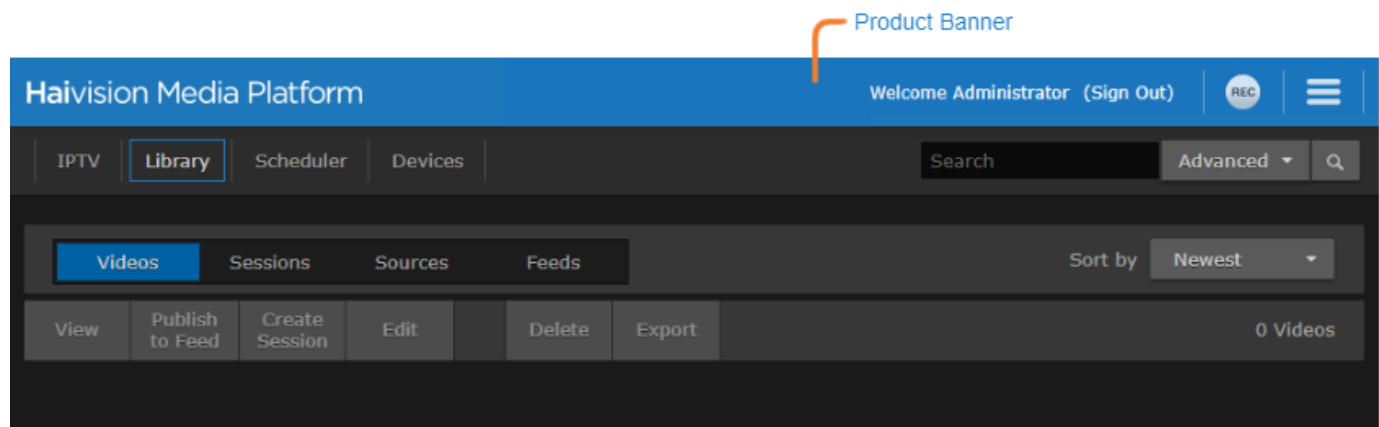 Product Banner
Haivision Media Platform Welcome Administrator (Sign Out) REC
IPTV Library Scheduler Devices Search Advanced
Videos Sessions Sources Feeds Sort by Newest
View Publish to Feed Create Session Edit Delete Export 0 Videos